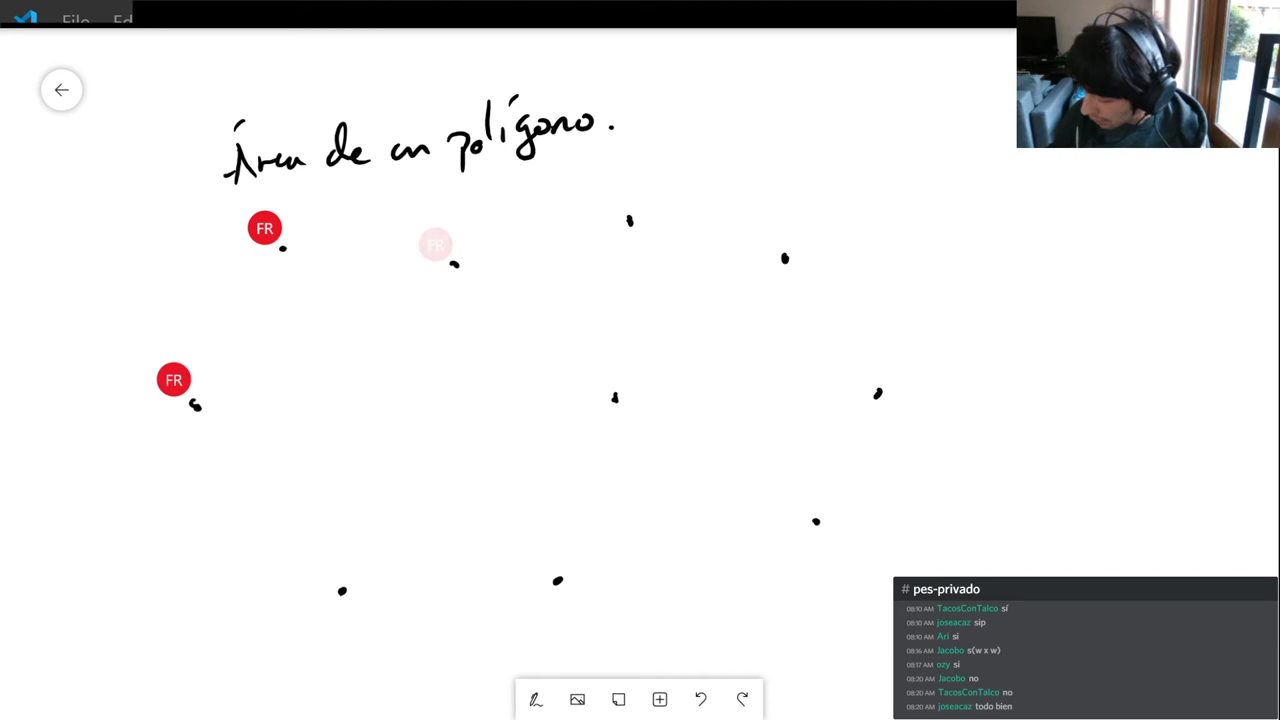 File Ed
Área de un polígono.
FR
FR
FR
# pes-privado
08:10 AM TacosConTalco sí
08:10 AM joseacaz sip
08:10 AM Ari si
08:16 AM Jacobo s(w x w)
08:17 AM ozy si
08:20 AM Jacobo no
08:20 AM TacosConTalco no
08:20 AM joseacaz todo bien